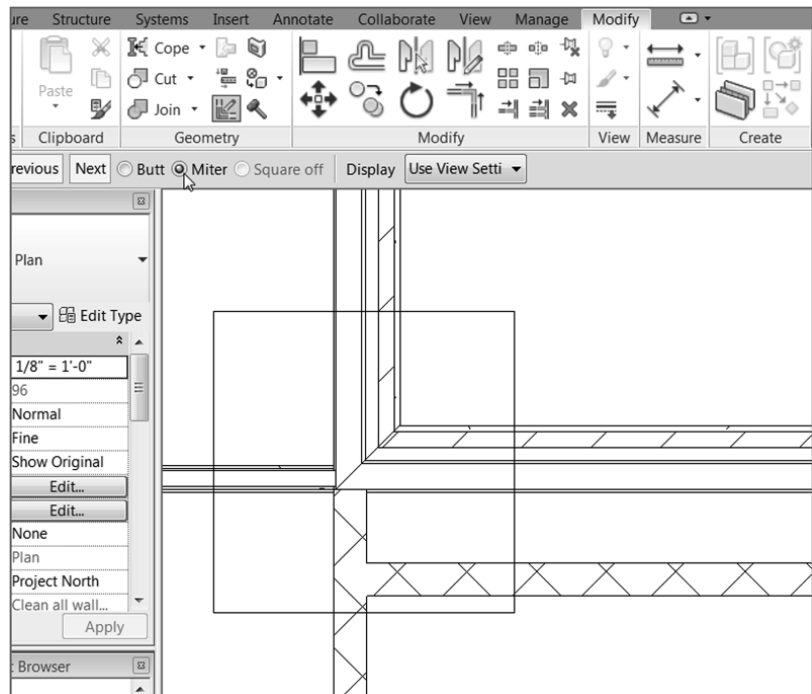 ure Structure Systems Insert Annotate Collaborate View Manage Modify
Cope
Paste
Cut
Join
s Clipboard Geometry Modify View Measure Create
revious Next Butt Miter Square off Display Use View Setti
Plan
Edit Type
1/8" = 1'-0"
96
Normal
Fine
Show Original
Edit...
Edit...
None
Plan
Project North
Clean all wall...
Apply
t Browser